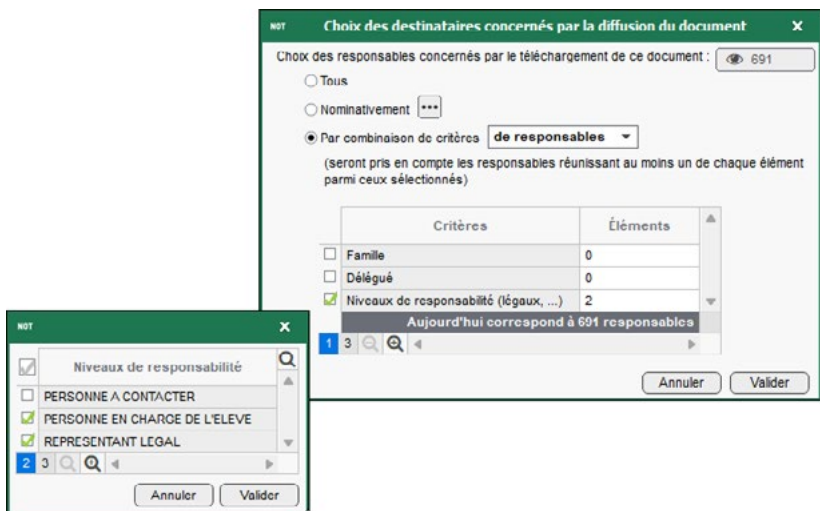 NOT Choix des destinataires concernés par la diffusion du document X
Choix des responsables concernés par le téléchargement de ce document : 691
Tous
Nominativement ...
Par combinaison de critères de responsables
(seront pris en compte les responsables réunissant au moins un de chaque élément
parmi ceux sélectionnés)
Critères Éléments
Famille 0
Délégué 0
Niveaux de responsabilité (légaux, ...) 2
Aujourd'hui correspond à 691 responsables
1 3
Annuler Valider
NOT X
Niveaux de responsabilité
PERSONNE A CONTACTER
PERSONNE EN CHARGE DE L'ELEVE
REPRESENTANT LEGAL
2 3
Annuler Valider